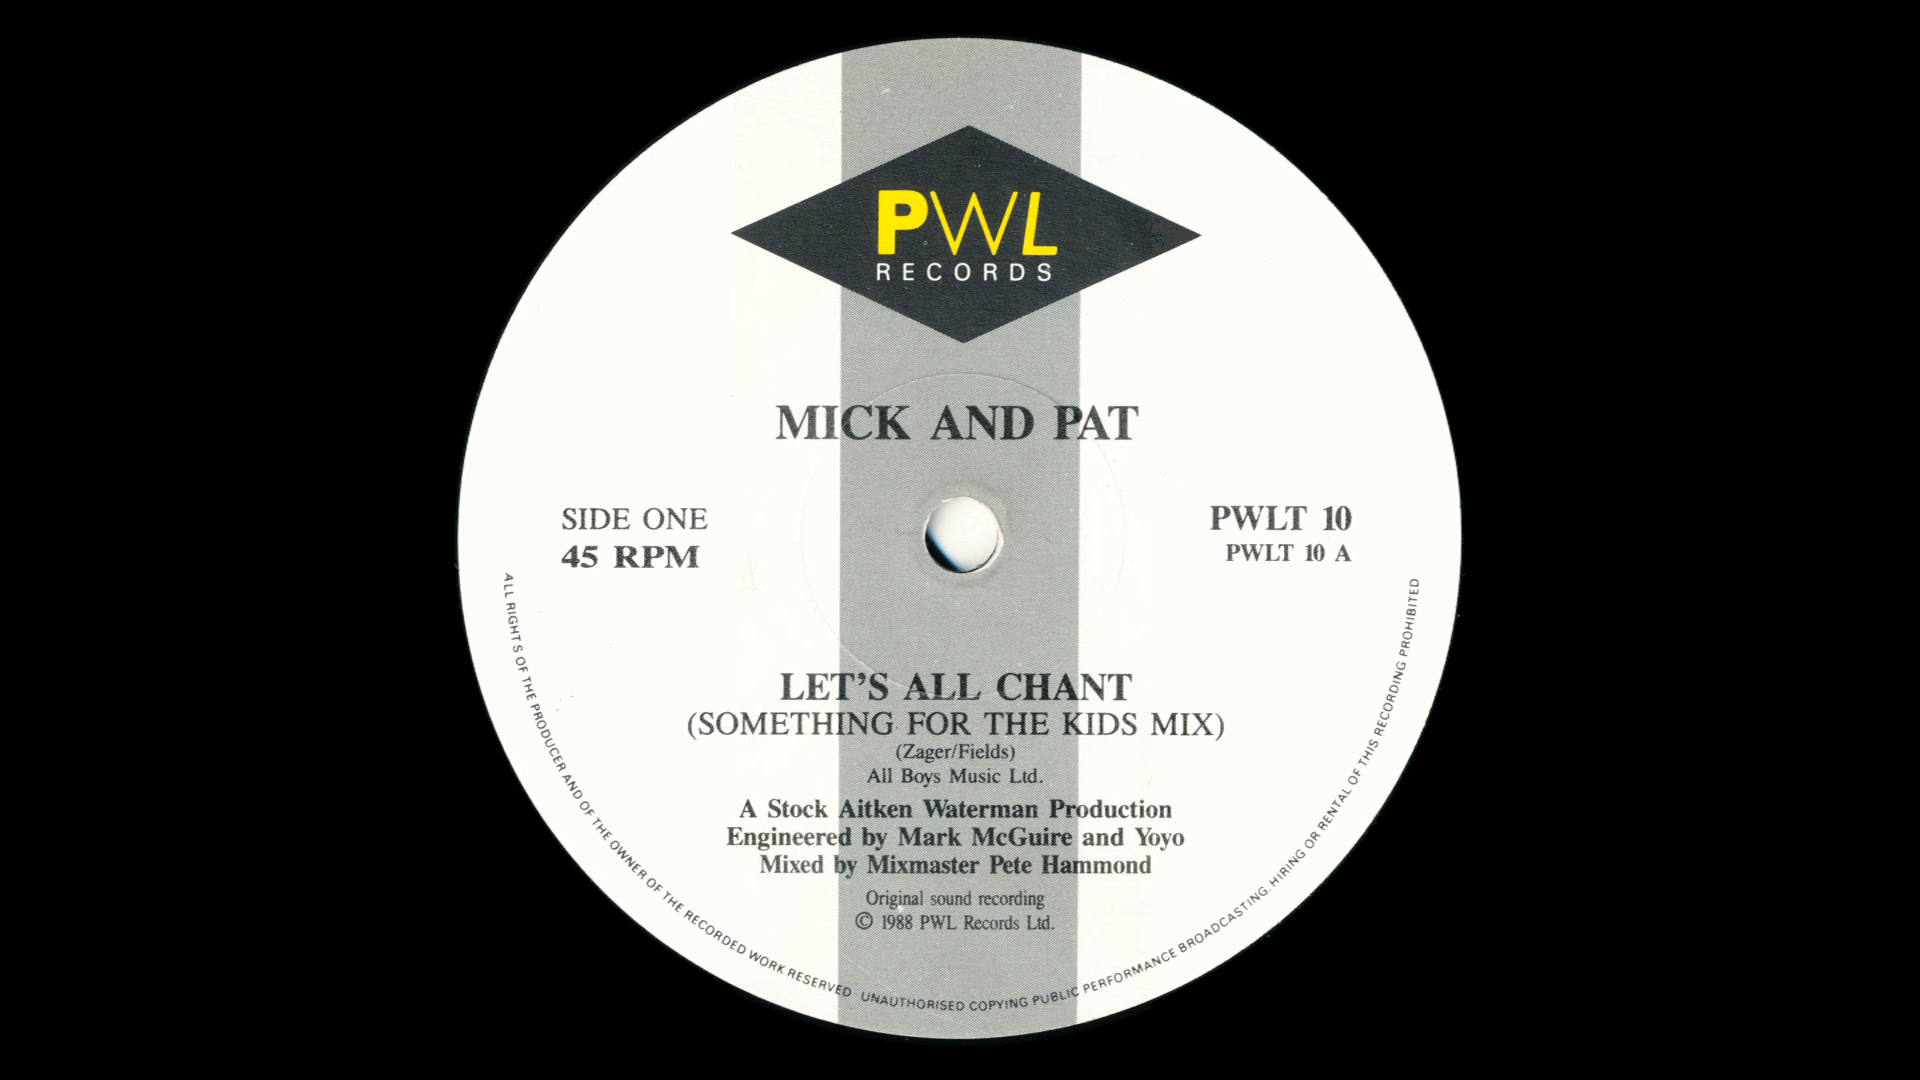 PWL
RECORDS
MICK AND PAT
SIDE ONE
45 RPM
PWLT 10
PWLT 10 A
LET'S ALL CHANT
(SOMETHING FOR THE KIDS MIX)
(Zager/Fields)
All Boys Music Ltd.
A Stock Aitken Waterman Production
Engineered by Mark McGuire and Yoyo
Mixed by Mixmaster Pete Hammond
Original sound recording
© 1988 PWL Records Ltd.
ALL RIGHTS OF THE PRODUCER AND OF THE OWNER OF THE RECORDED WORK RESERVED UNAUTHORISED COPYING PUBLIC PERFORMANCE BROADCASTING, HIRING OR RENTAL OF THIS RECORDING PROHIBITED